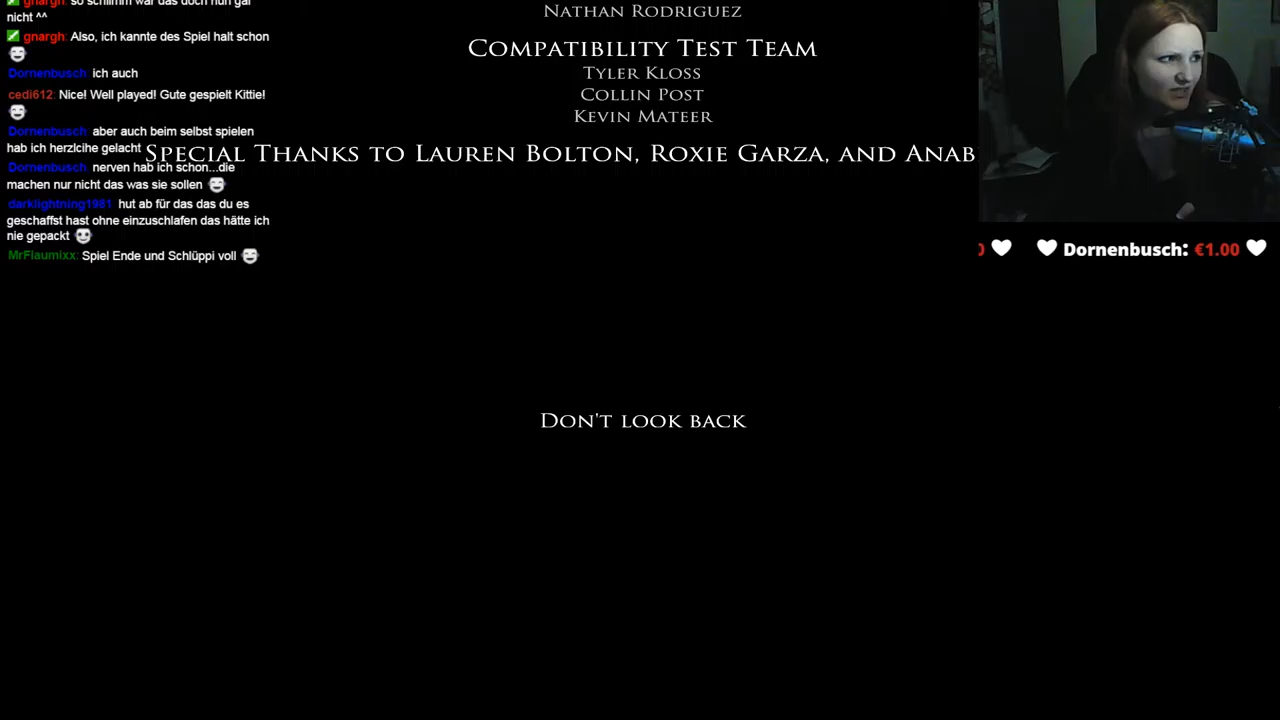 gnargh: so schlimm war das doch nun gar
nicht ^^
gnargh: Also, ich kannte des Spiel halt schon
Dornenbusch: ich auch
cedi612: Nice! Well played! Gute gespielt Kittie!
Dornenbusch: aber auch beim selbst spielen
hab ich herzlcihe gelacht
Dornenbusch: nerven hab ich schon...die
machen nur nicht das was sie sollen
darklightning1981: hut ab für das das du es
geschaffst hast ohne einzuschlafen das hätte ich
nie gepackt
MrFlaumixx: Spiel Ende und Schlüppi voll
Nathan Rodriguez
Compatibility Test Team
Tyler Kloss
Collin Post
Kevin Mateer
Special Thanks to Lauren Bolton, Roxie Garza, and Anab
Don't look back
0 Dornenbusch: €1.00